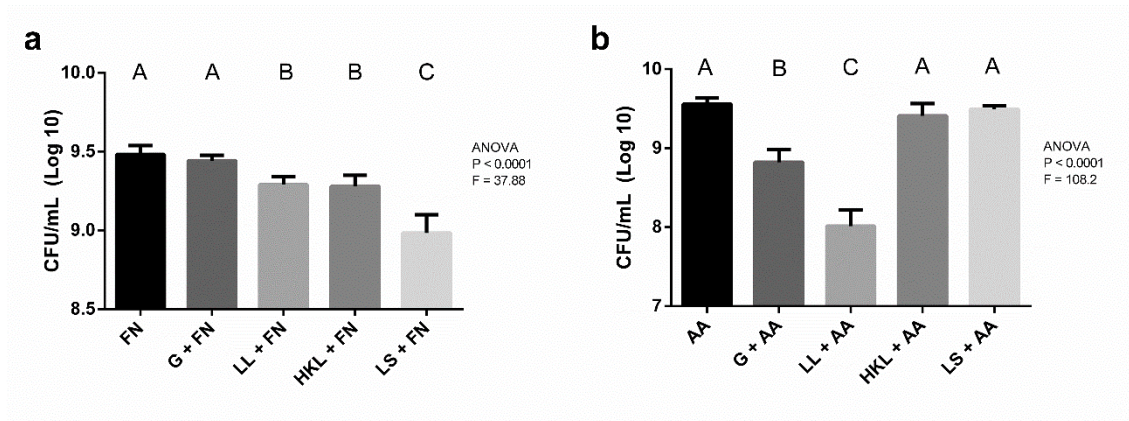 a
10.0
9.5
9.0
8.5
CFU/mL (Log 10)
A A B B C
ANOVA
P < 0.0001
F = 37.88
FN
G + FN
LL + FN
HKL + FN
LS + FN
b
10
9
8
7
CFU/mL (Log 10)
A B C A A
ANOVA
P < 0.0001
F = 108.2
AA
G + AA
LL + AA
HKL + AA
LS + AA